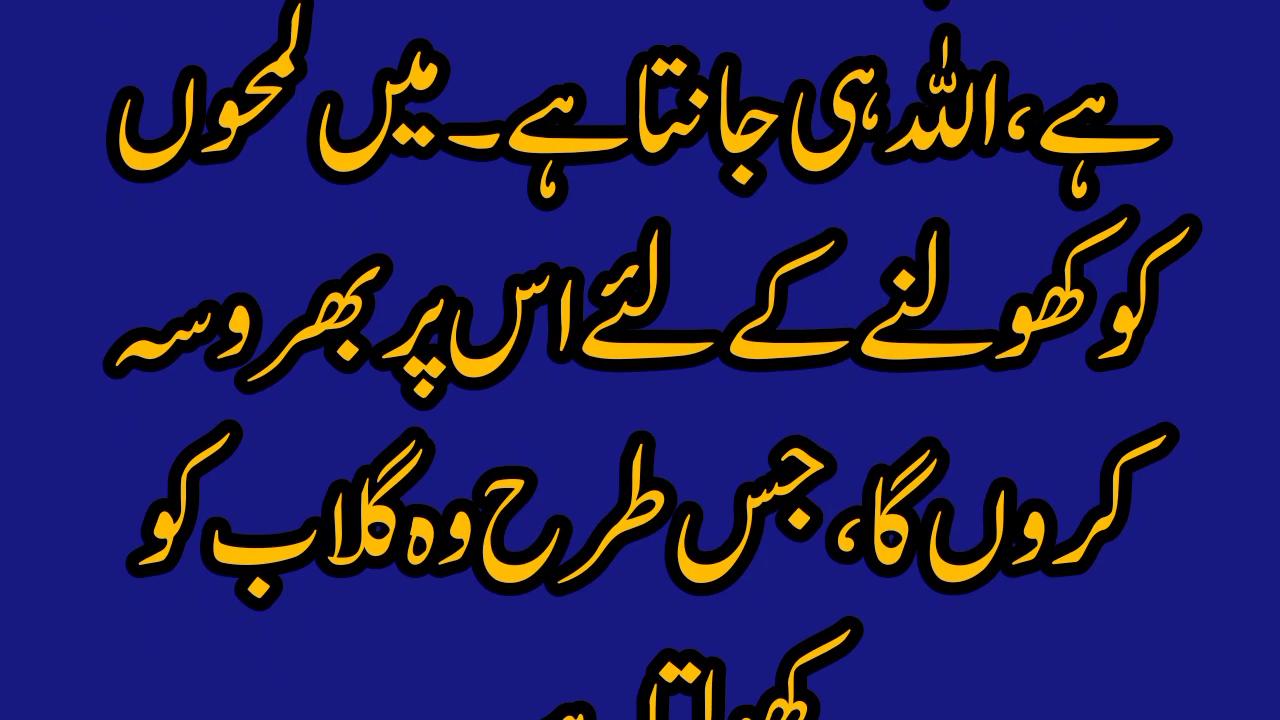 ہے، اللہ ہی جانتا ہے۔ میں لمحوں
کو کھولنے کے لئے اس پر بھروسہ
کروں گا، جس طرح وہ گلاب کو
کھولتا ہے